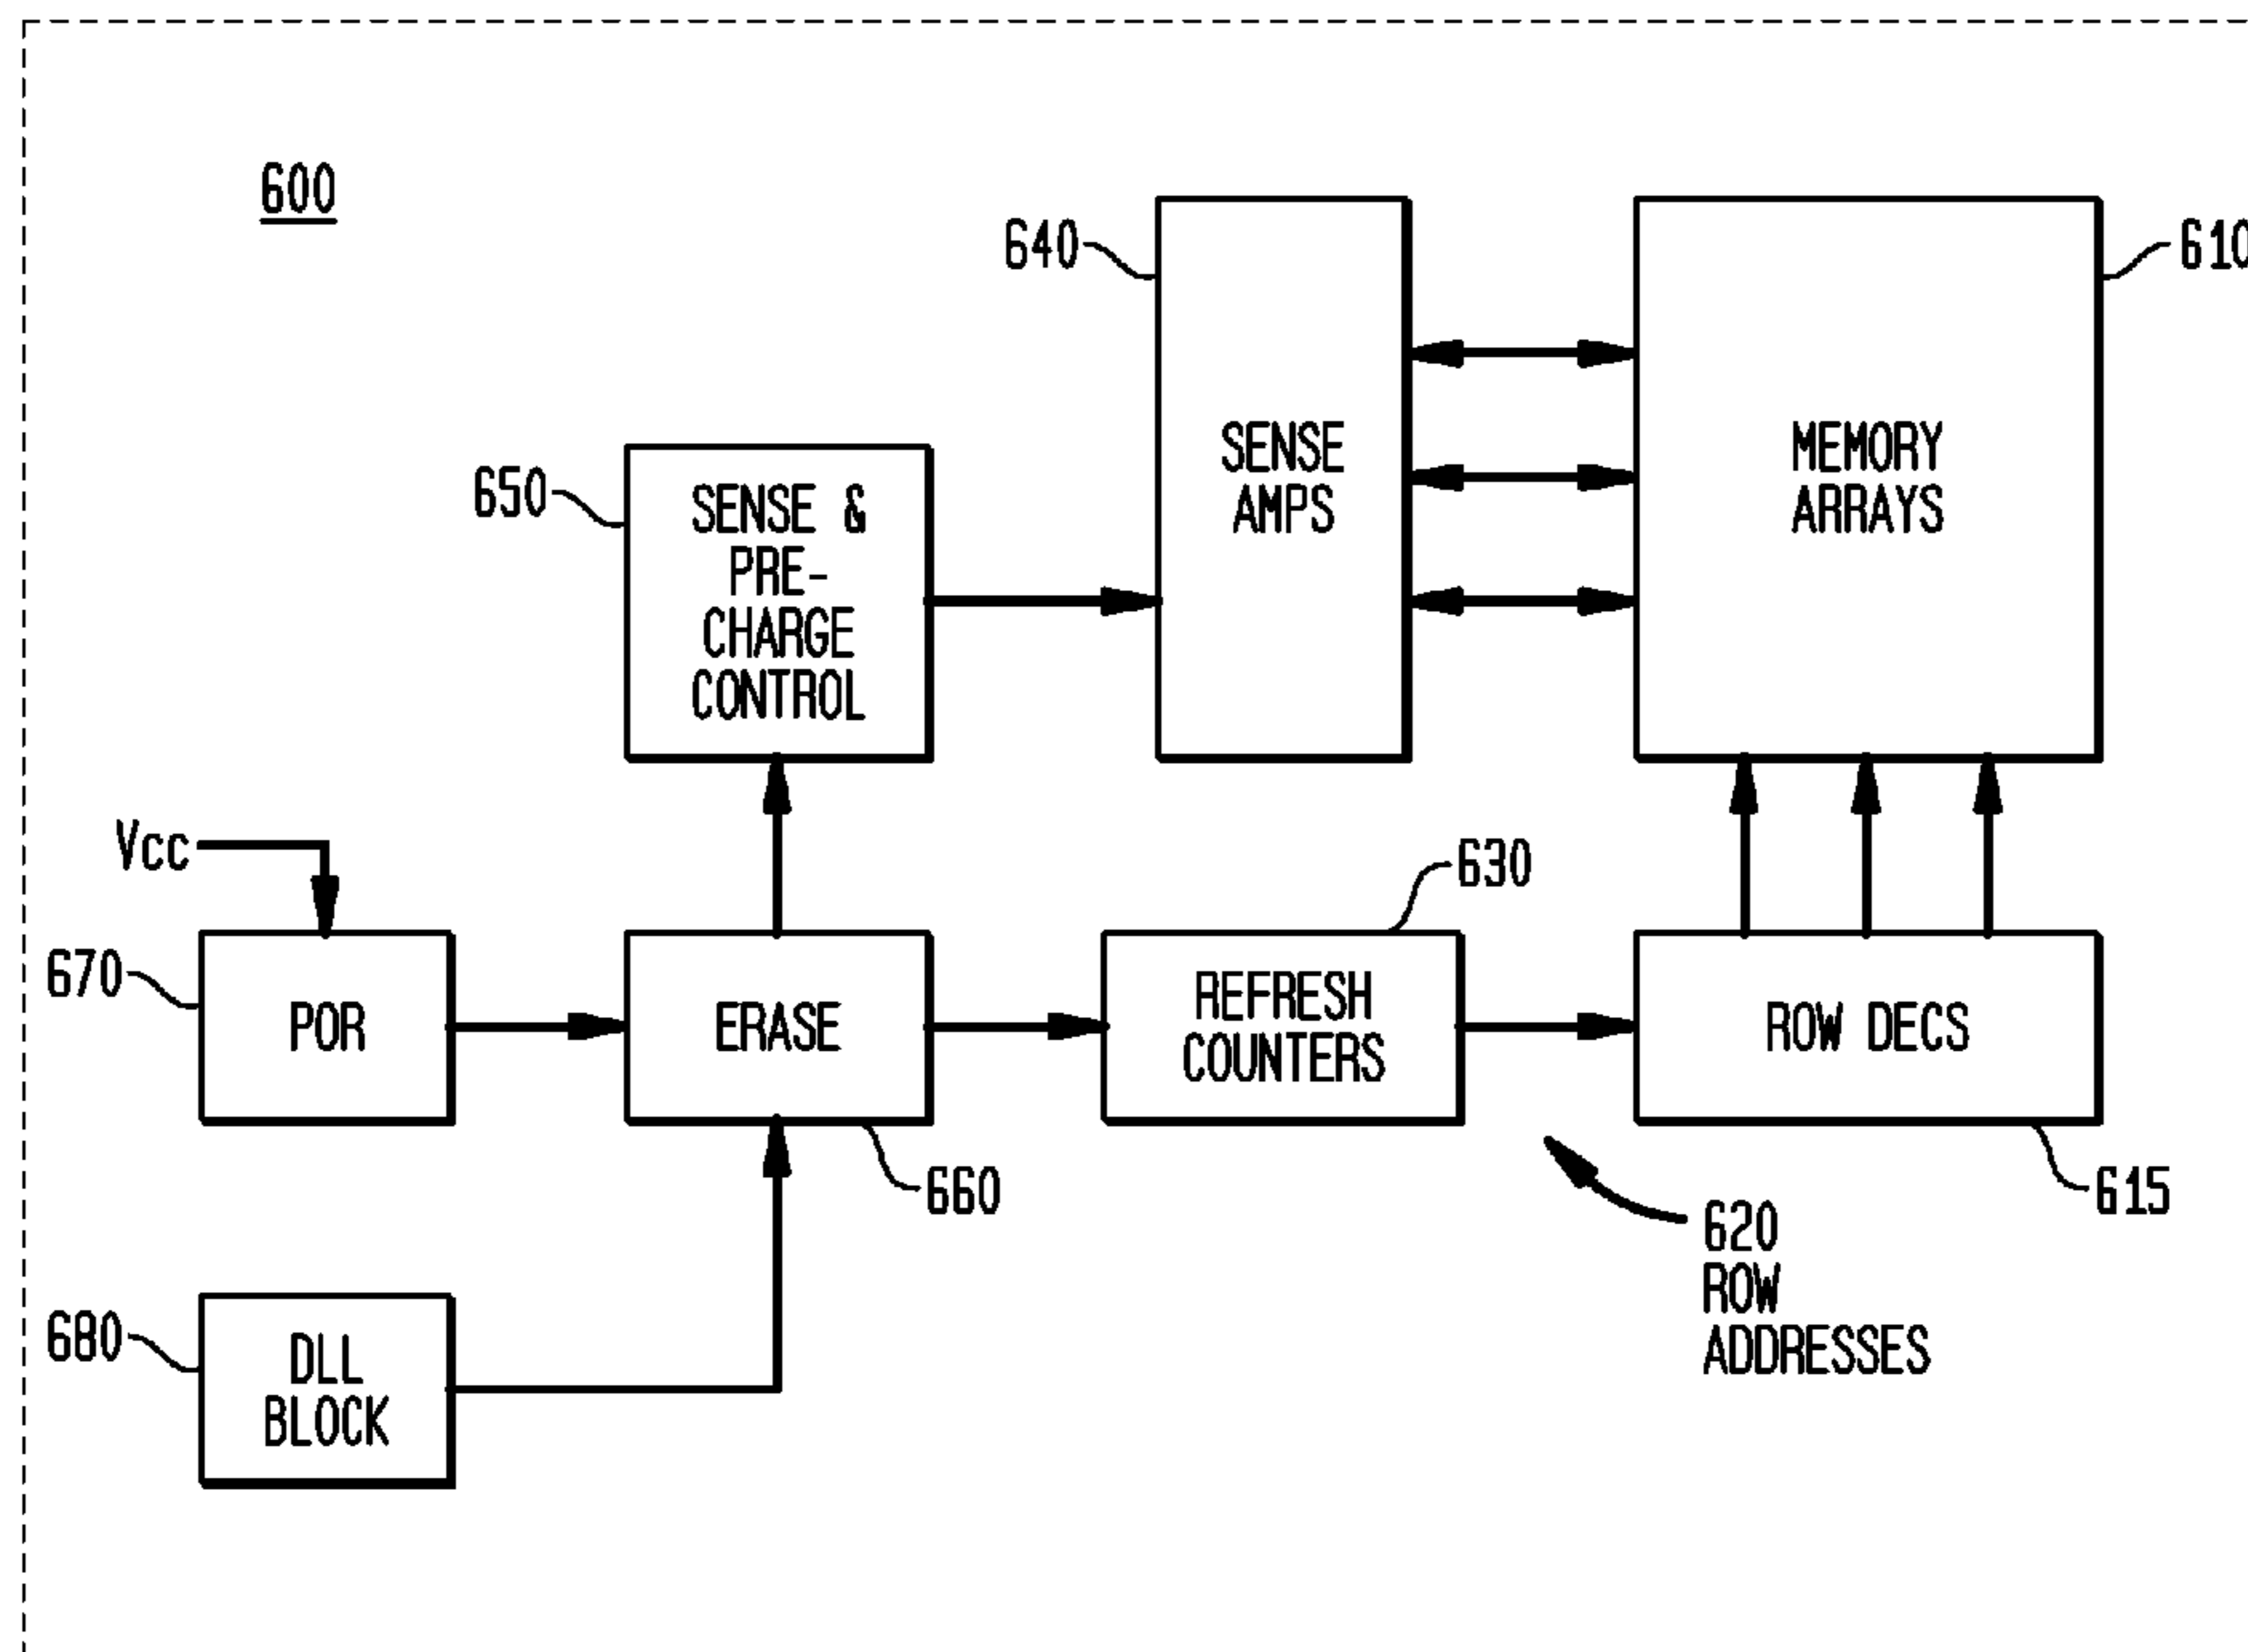 600
640
610
SENSE
AMPS
MEMORY
ARRAYS
650
SENSE &
PRE-
CHARGE
CONTROL
Vcc
630
670
POR
ERASE
REFRESH
COUNTERS
ROW DECS
660
615
620
ROW
ADDRESSES
680
DLL
BLOCK